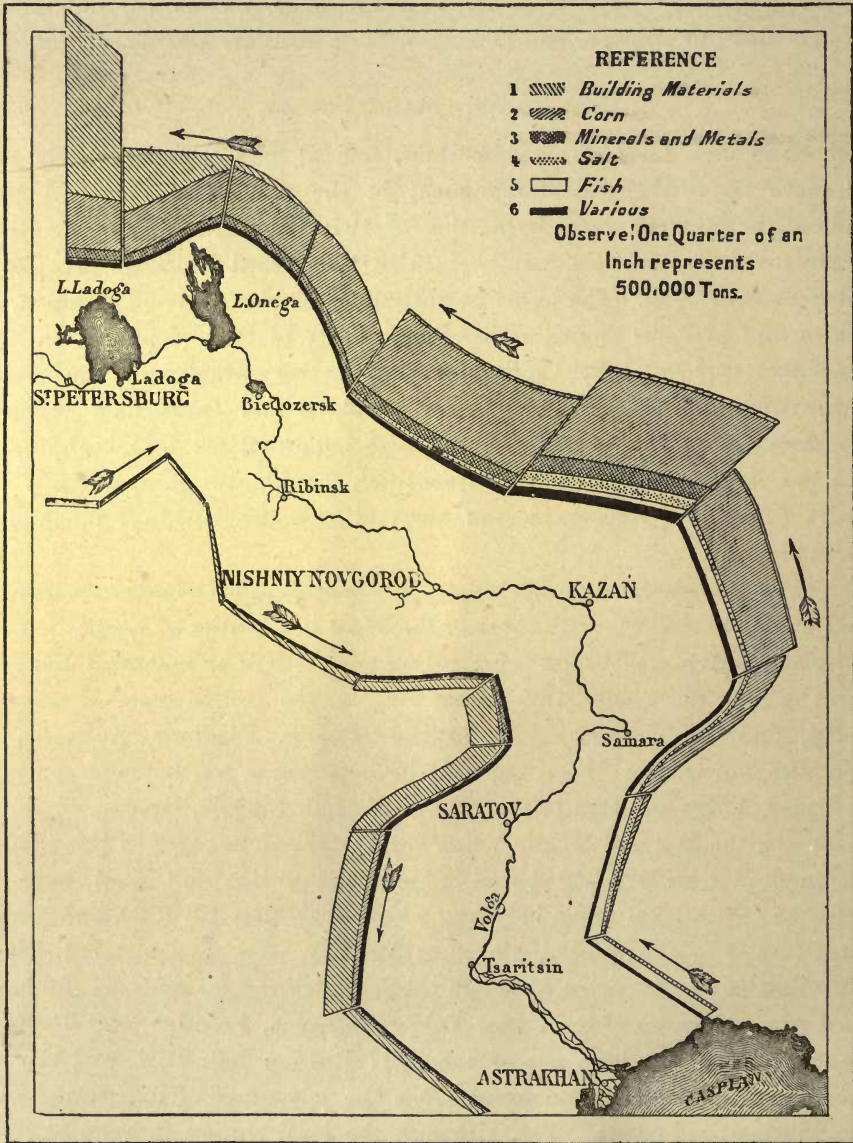 REFERENCE
1 Building Materials
2 Corn
3 Minerals and Metals
4 Salt
5 Fish
6 Various
Observe! One Quarter of an
Inch represents
500.000 Tons.
L. Ladoga
L. Onéga
Ladoga
ST PETERSBURG
Biedozersk
Ribinsk
NISHNIY NOVGOROD
KAZAŃ
Samara
SARATOV
Volga
Tsaritsin
ASTRAKHAN
CASPIAN